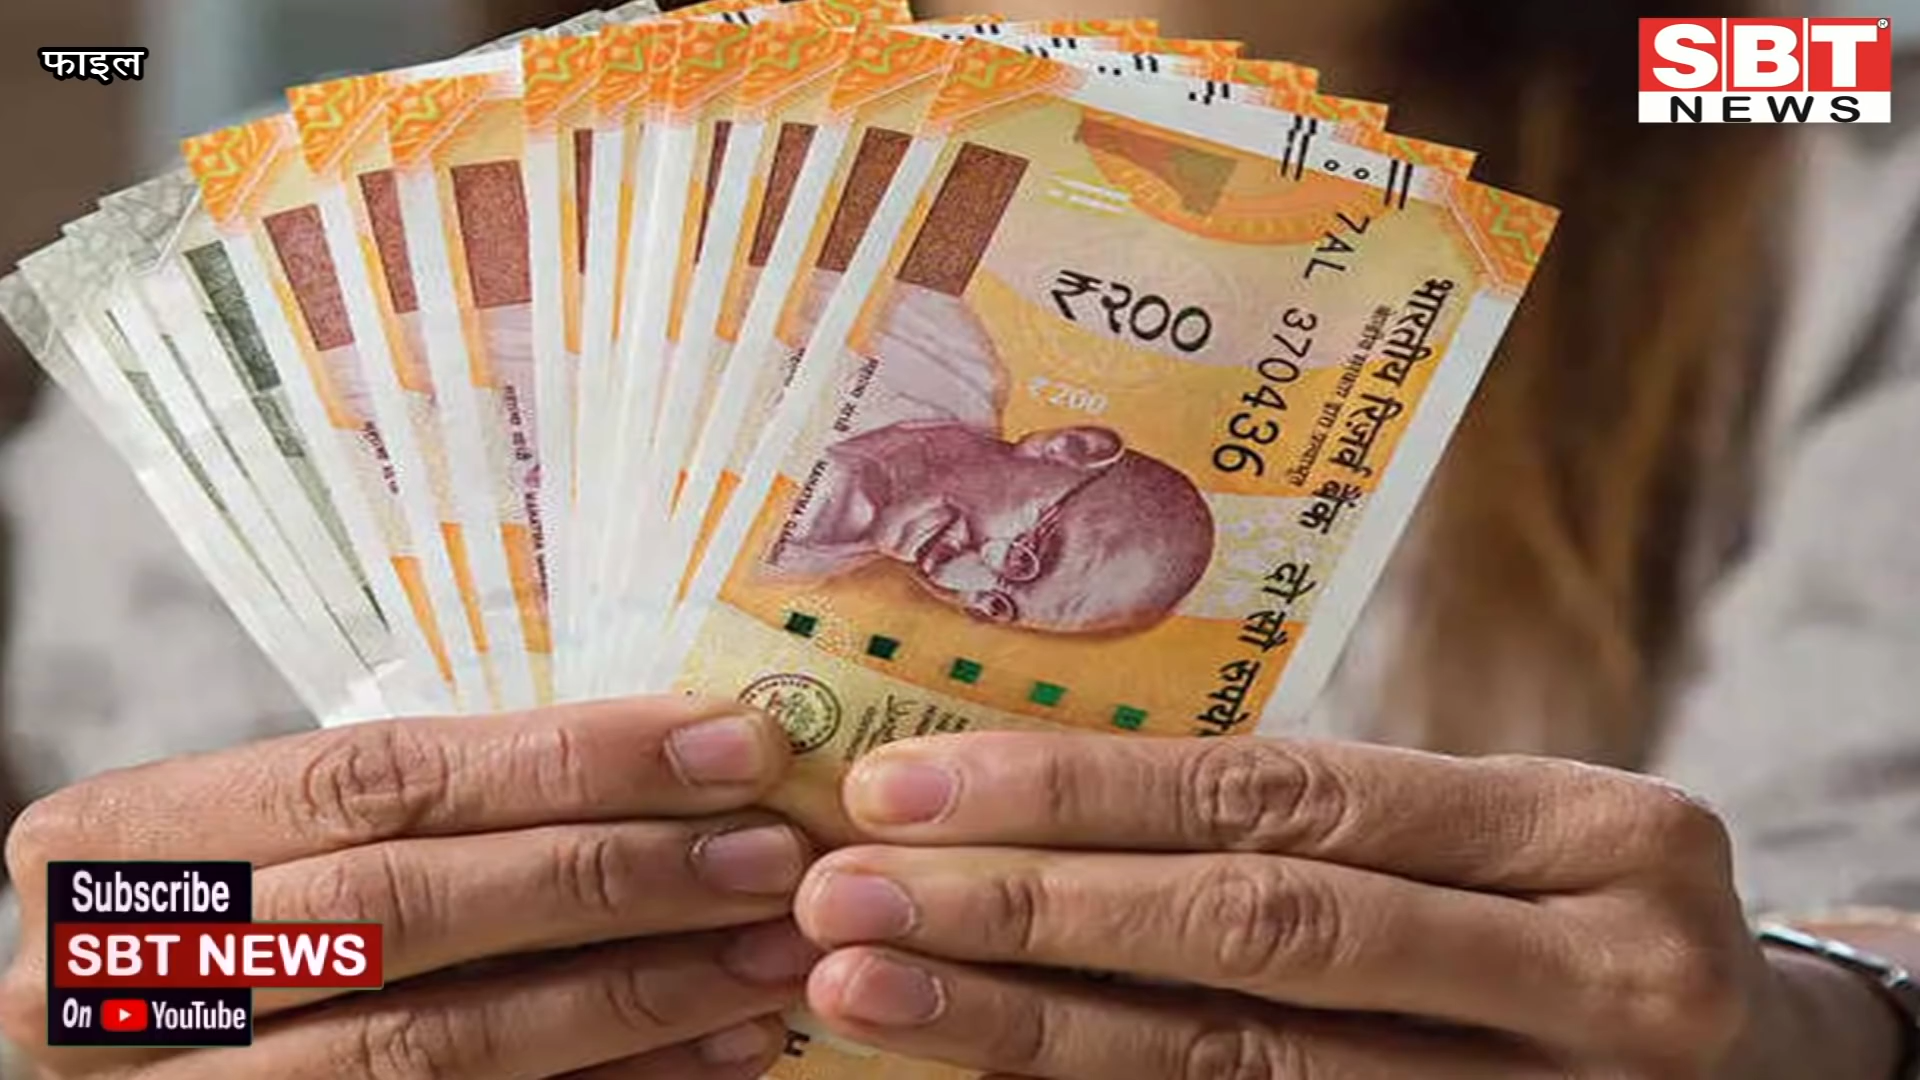 फाइल
SBT
NEWS
7AL 370436
भारतीय रिज़र्व बैंक
₹२००
₹200
दो सौ रुपये
Subscribe
SBT NEWS
On YouTube